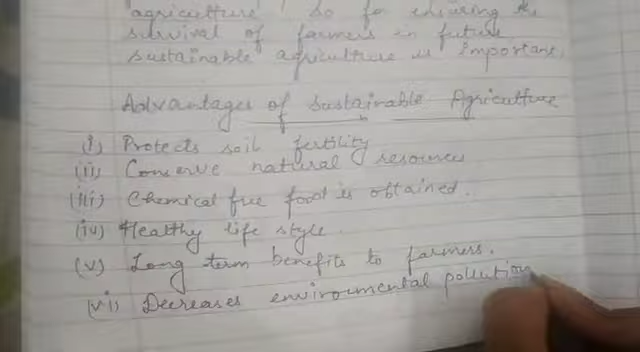 agriculture. So for ensuring the
survival of farmers in future
sustainable agriculture is important.
Advantages of Sustainable Agriculture
(i) Protects soil fertility
(ii) Conserve natural resources
(iii) Chemical free food is obtained.
(iv) Healthy life style.
(v) Long term benefits to farmers.
(vi) Decreases enviromental pollution